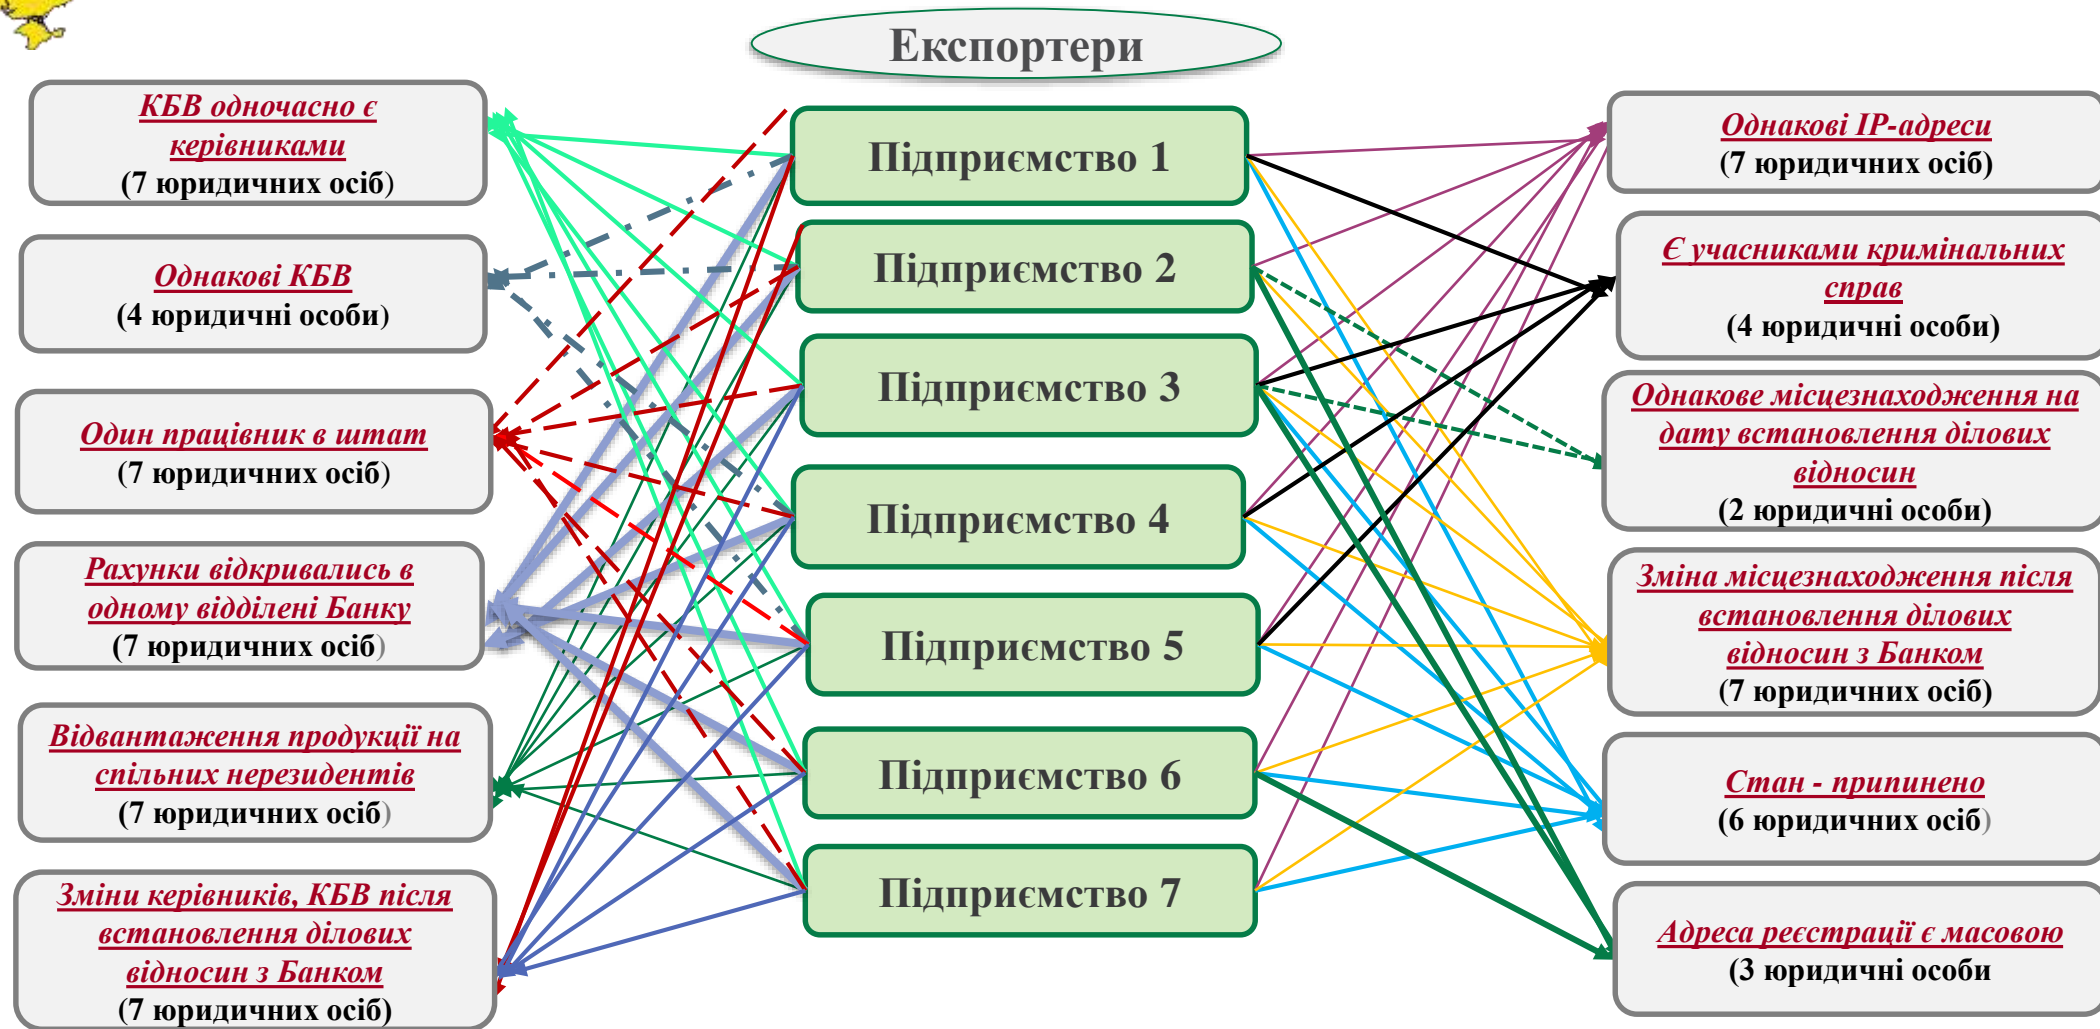 Експортери
КБВ одночасно є
керівниками
(7 юридичних осіб)
Однакові КБВ
(4 юридичні особи)
Один працівник в штат
(7 юридичних осіб)
Рахунки відкривались в
одному відділені Банку
(7 юридичних осіб)
Відвантаження продукції на
спільних нерезидентів
(7 юридичних осіб)
Зміни керівників, КБВ після
встановлення ділових
відносин з Банком
(7 юридичних осіб)
Підприємство 1
Підприємство 2
Підприємство 3
Підприємство 4
Підприємство 5
Підприємство 6
Підприємство 7
Однакові IP-адреси
(7 юридичних осіб)
Є учасниками кримінальних
справ
(4 юридичні особи)
Однакове місцезнаходження на
дату встановлення ділових
відносин
(2 юридичні особи)
Зміна місцезнаходження після
встановлення ділових
відносин з Банком
(7 юридичних осіб)
Стан - припинено
(6 юридичних осіб)
Адреса реєстрації є масовою
(3 юридичні особи